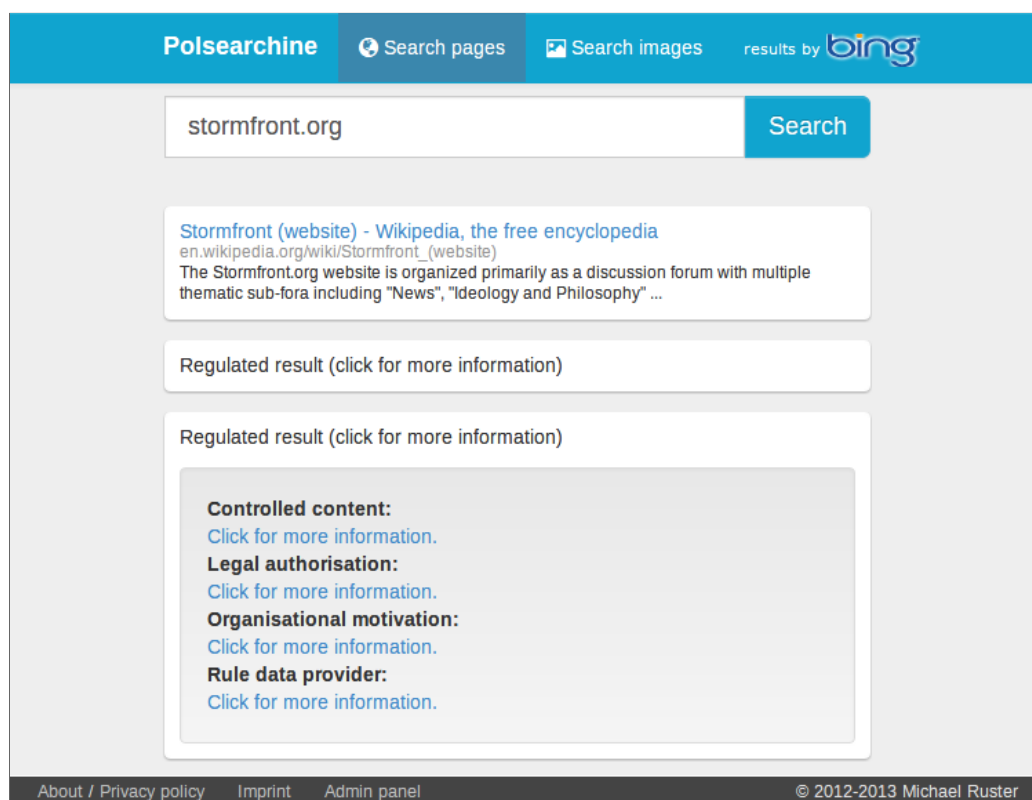 Polsearchine Search pages Search images results by bing
stormfront.org Search
Stormfront (website) - Wikipedia, the free encyclopedia
en.wikipedia.org/wiki/Stormfront_(website)
The Stormfront.org website is organized primarily as a discussion forum with multiple
thematic sub-fora including "News", "Ideology and Philosophy" ...
Regulated result (click for more information)
Regulated result (click for more information)
Controlled content:
Click for more information.
Legal authorisation:
Click for more information.
Organisational motivation:
Click for more information.
Rule data provider:
Click for more information.
About / Privacy policy Imprint Admin panel © 2012-2013 Michael Ruster